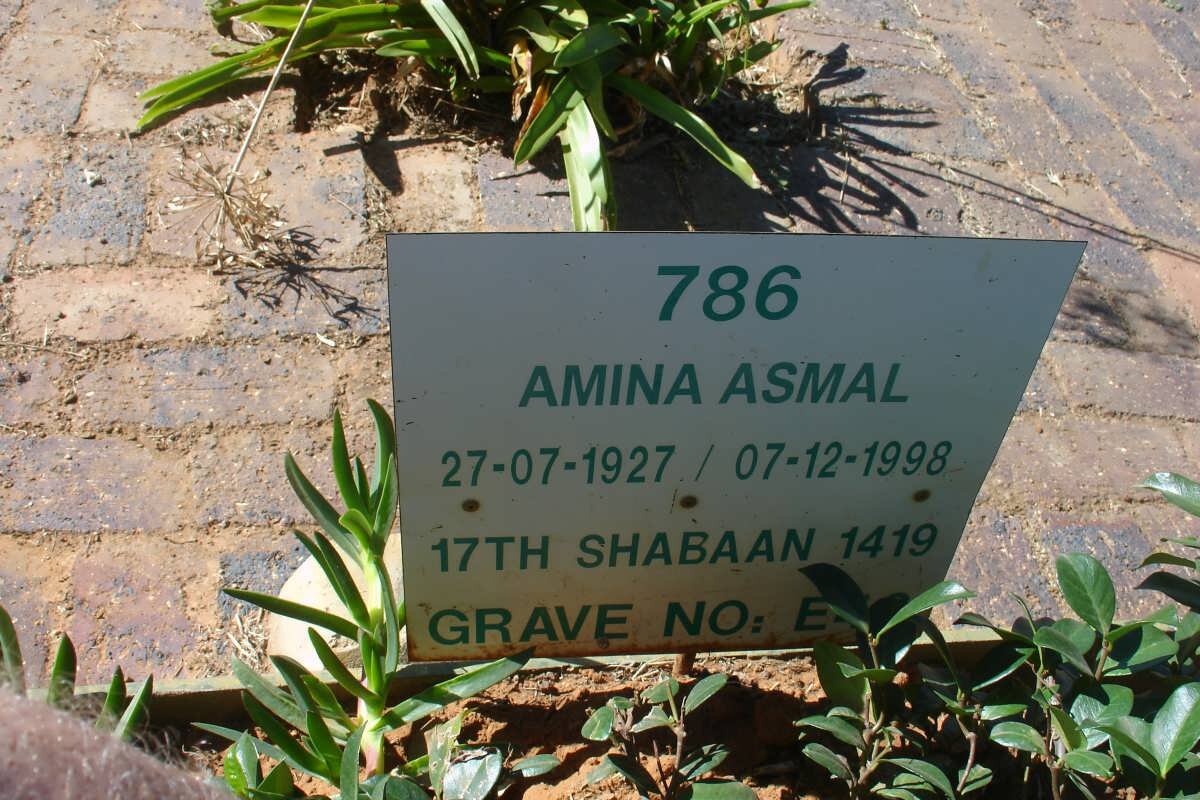 786
AMINA ASMAL
27-07-1927 / 07-12-1998
17TH SHABAAN 1419
GRAVE NO: E-